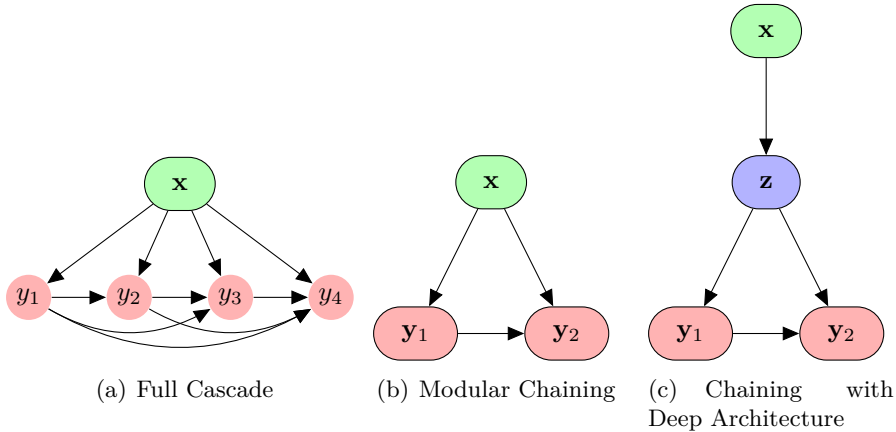 x
x
x
z
y₁ y₂ y₃ y₄
y₁ y₂
y₁ y₂
(a) Full Cascade
(b) Modular Chaining
(c) Chaining with
Deep Architecture